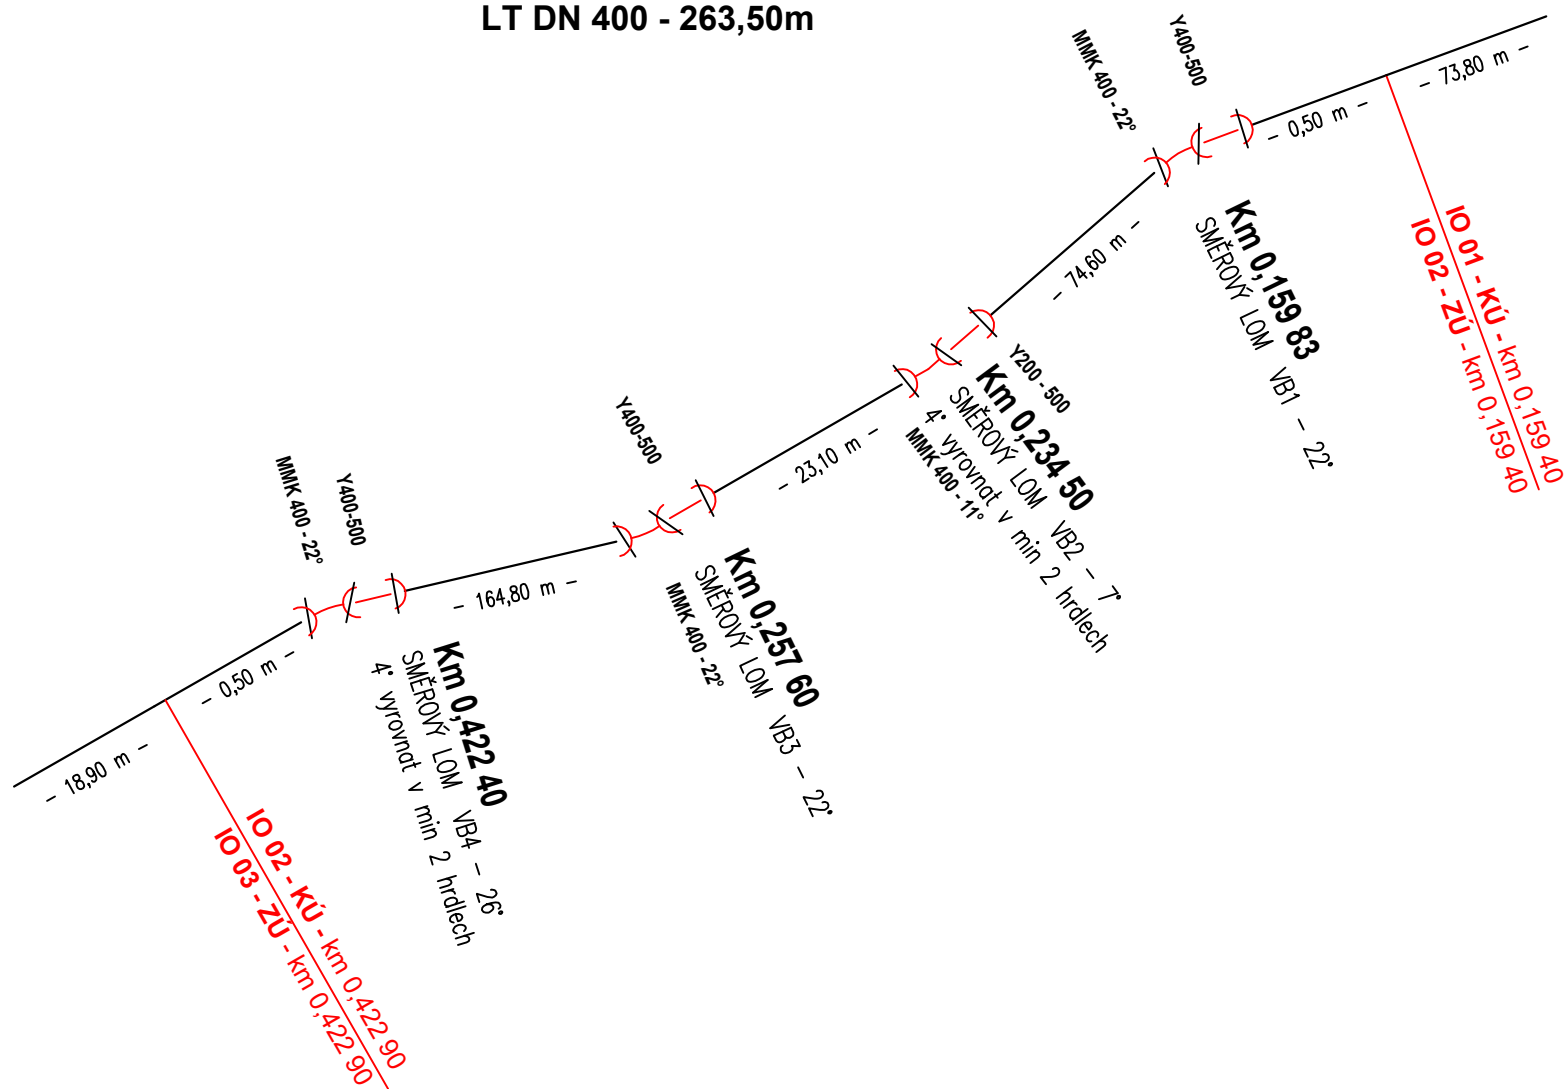 LT DN 400 - 263,50m
MMK 400 - 22°
Y400-500
- 0,50 m -
- 73,80 m -
IO 01 - KÚ - km 0,159 40
IO 02 - ZÚ - km 0,159 40
Km 0,159 83
SMĚROVÝ LOM VB1 - 22°
- 74,60 m -
Y200 - 500
Km 0,234 50
SMĚROVÝ LOM VB2 - 7°
4° vyrovnat v min 2 hrdlech
MMK 400 - 11°
- 23,10 m -
Y400-500
Km 0,257 60
SMĚROVÝ LOM VB3 - 22°
MMK 400 - 22°
- 164,80 m -
MMK 400 - 22°
Y400-500
Km 0,422 40
SMĚROVÝ LOM VB4 - 26°
4° vyrovnat v min 2 hrdlech
- 0,50 m -
- 18,90 m -
IO 02 - KÚ - km 0,422 90
IO 03 - ZÚ - km 0,422 90